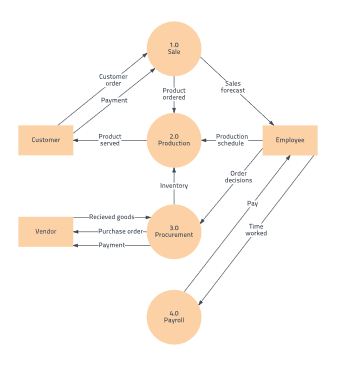 1.0
Sale
Customer
order
Sales
forecast
Payment
Product
ordered
Customer
Product
served
2.0
Production
Production
schedule
Employee
Order
decisions
Inventory
Pay
Vendor
Recieved goods
Purchase order
Payment
3.0
Procurement
Time
worked
4.0
Payroll